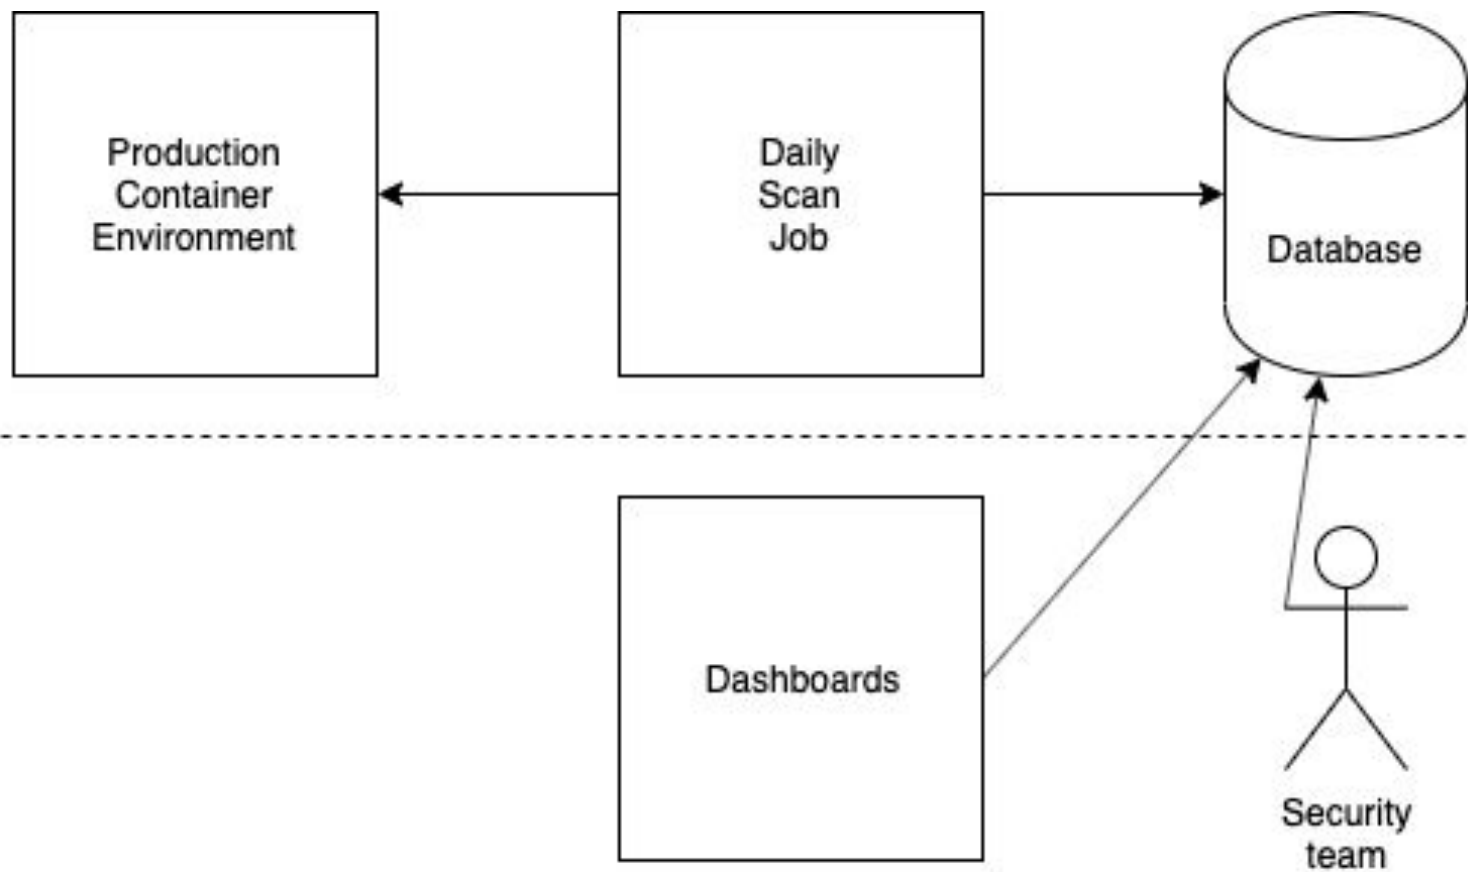 Production
Container
Environment
Daily
Scan
Job
Database
Dashboards
Security
team